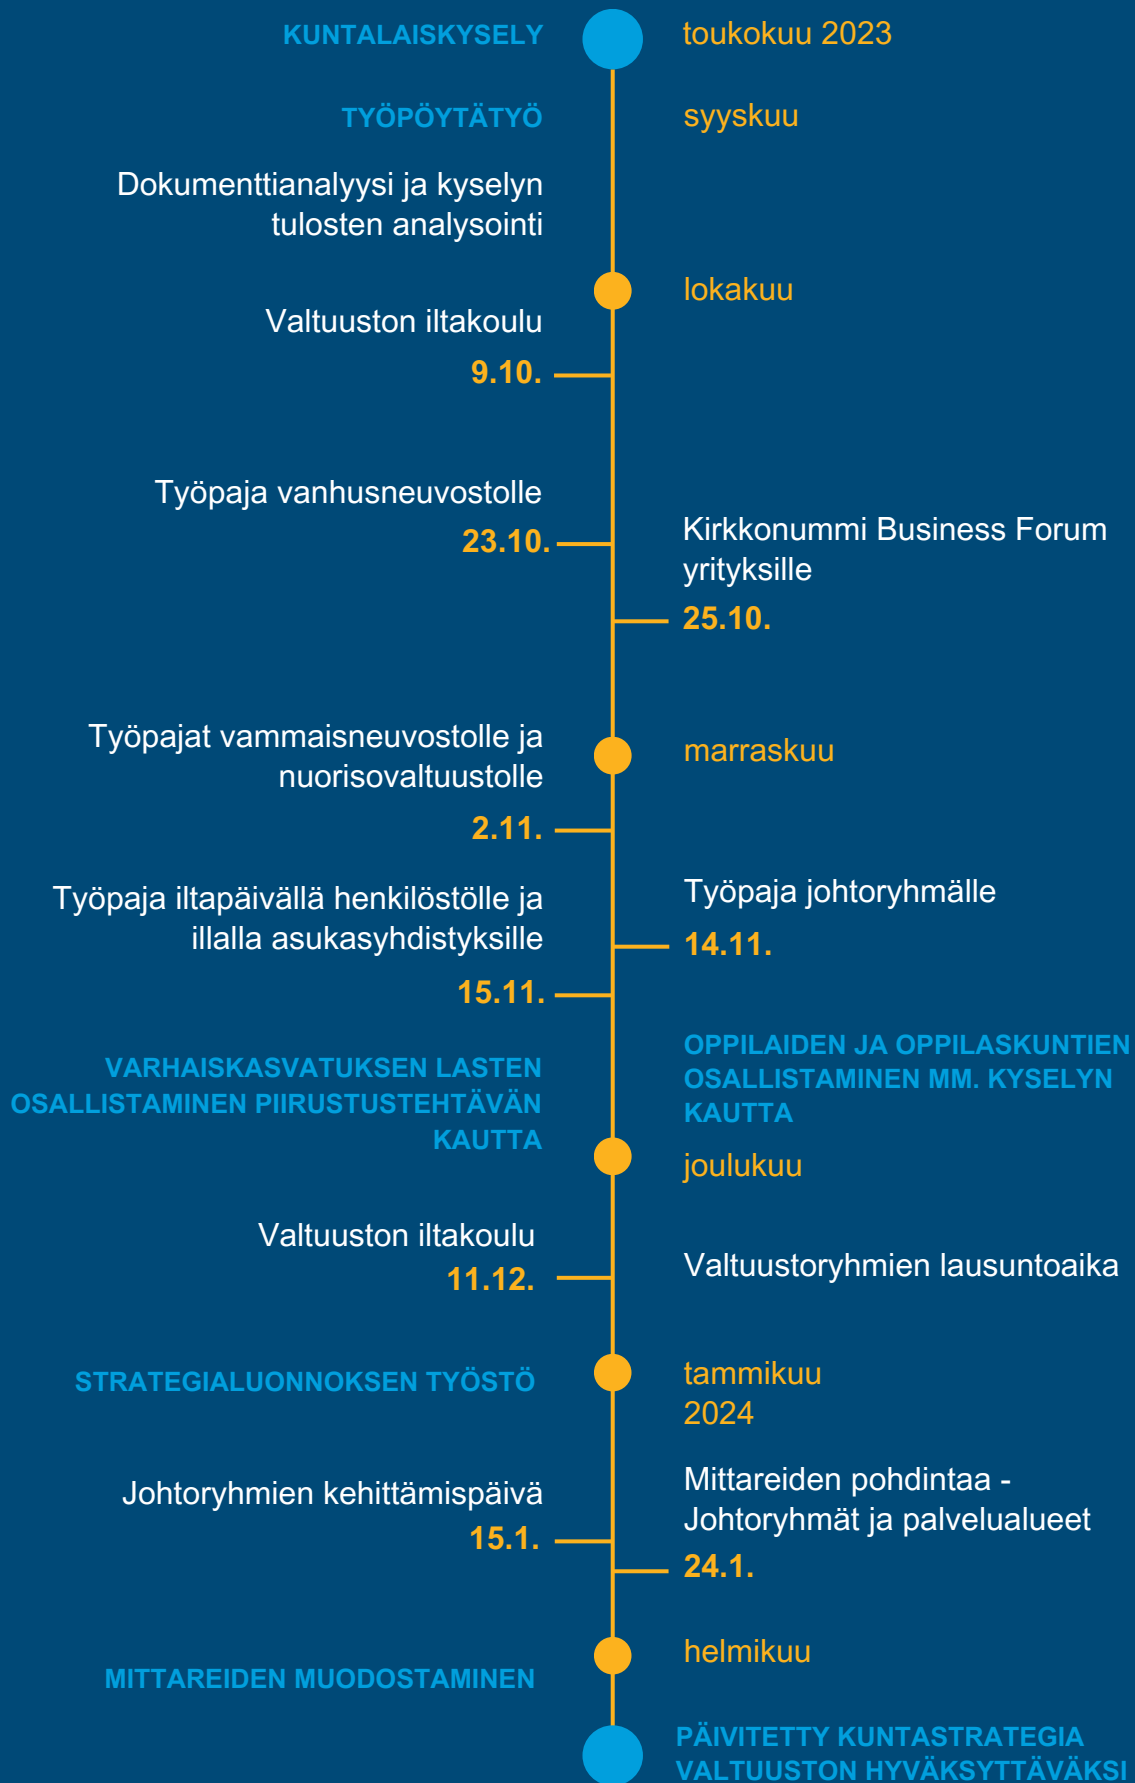 KUNTALAISKYSELY
toukokuu 2023
TYÖPÖYTÄTYÖ
syyskuu
Dokumenttianalyysi ja kyselyn
tulosten analysointi
lokakuu
Valtuuston iltakoulu
9.10.
Työpaja vanhusneuvostolle
23.10.
Kirkkonummi Business Forum
yrityksille
25.10.
Työpajat vammaisneuvostolle ja
nuorisovaltuustolle
2.11.
marraskuu
Työpaja johtoryhmälle
14.11.
Työpaja iltapäivällä henkilöstölle ja
illalla asukasyhdistyksille
15.11.
VARHAISKASVATUKSEN LASTEN
OSALLISTAMINEN PIIRUSTUSTEHTÄVÄN
KAUTTA
OPPILAIDEN JA OPPILASKUNTIEN
OSALLISTAMINEN MM. KYSELYN
KAUTTA
joulukuu
Valtuuston iltakoulu
11.12.
Valtuustoryhmien lausuntoaika
STRATEGIALUONNOKSEN TYÖSTÖ
tammikuu
2024
Johtoryhmien kehittämispäivä
15.1.
Mittareiden pohdintaa -
Johtoryhmät ja palvelualueet
24.1.
helmikuu
MITTAREIDEN MUODOSTAMINEN
PÄIVITETTY KUNTASTRATEGIA
VALTUUSTON HYVÄKSYTTÄVÄKSI